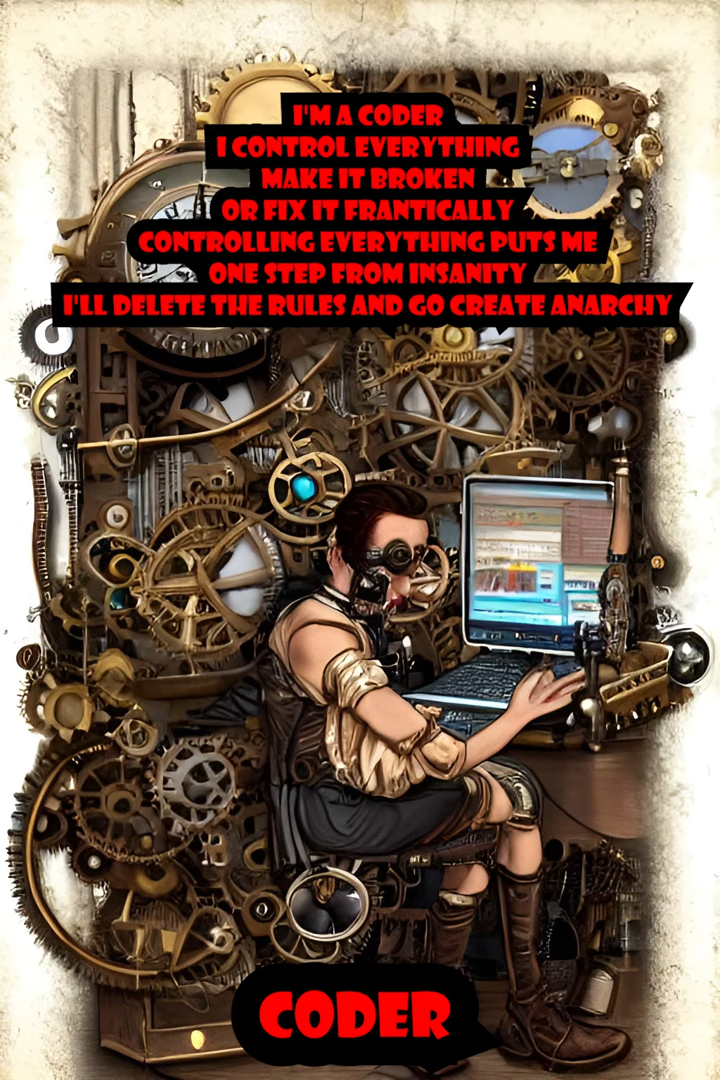 I'M A CODER
I CONTROL EVERYTHING
MAKE IT BROKEN
OR FIX IT FRANTICALLY
CONTROLLING EVERYTHING PUTS ME
ONE STEP FROM INSANITY
I'LL DELETE THE RULES AND GO CREATE ANARCHY
CODER